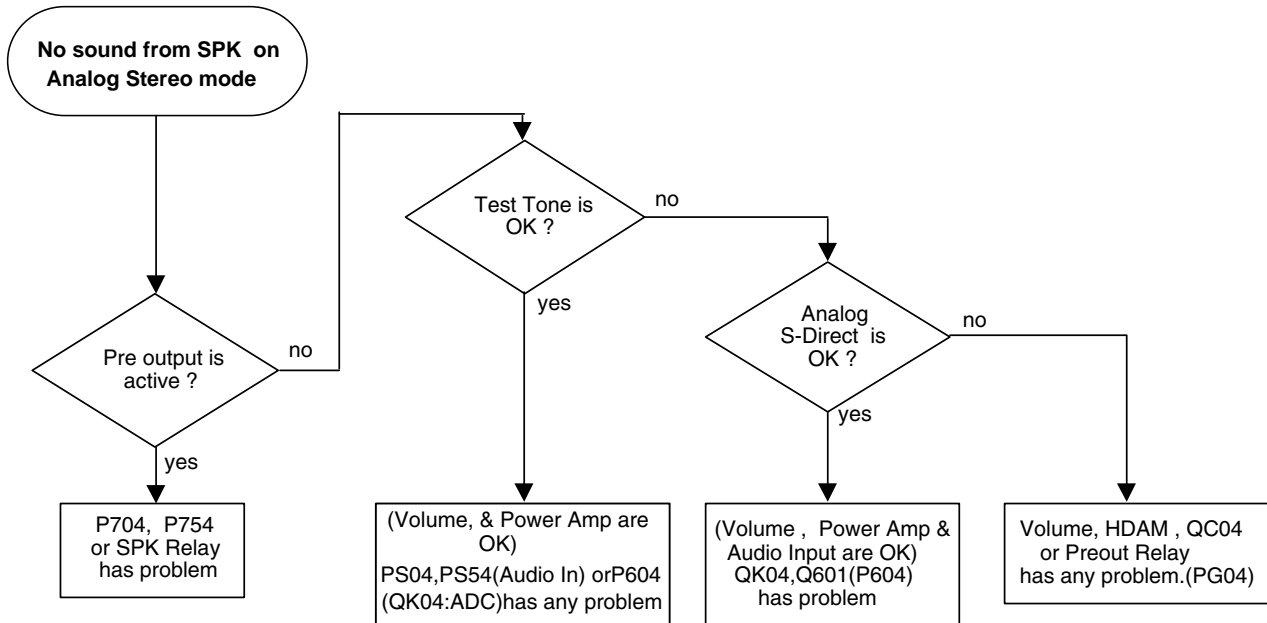 No sound from SPK on
Analog Stereo mode
Pre output is
active ?
no
yes
P704, P754
or SPK Relay
has problem
Test Tone is
OK ?
no
yes
(Volume, & Power Amp are
OK)
PS04,PS54(Audio In) orP604
(QK04:ADC)has any problem
Analog
S-Direct is
OK ?
no
yes
(Volume , Power Amp &
Audio Input are OK)
QK04,Q601(P604)
has problem
Volume, HDAM , QC04
or Preout Relay
has any problem.(PG04)